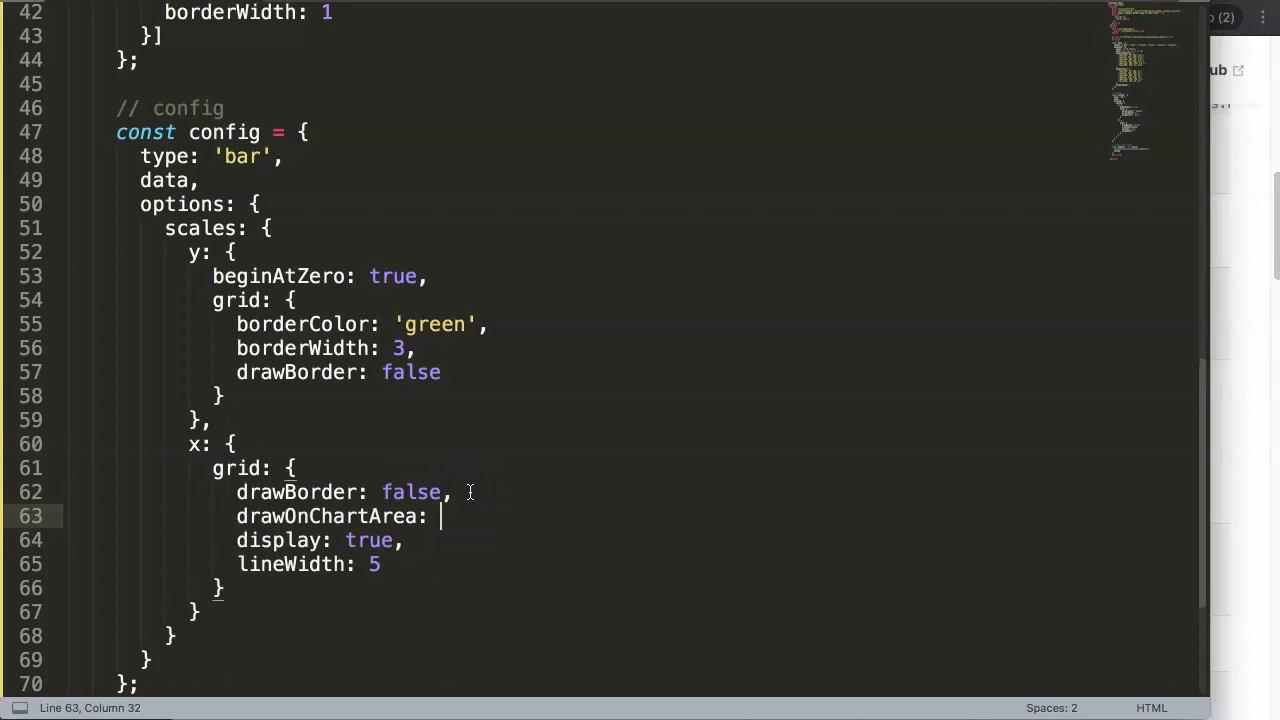 42 borderWidth: 1
43 }]
44 };
45
46 // config
47 const config = {
48 type: 'bar',
49 data,
50 options: {
51 scales: {
52 y: {
53 beginAtZero: true,
54 grid: {
55 borderColor: 'green',
56 borderWidth: 3,
57 drawBorder: false
58 }
59 },
60 x: {
61 grid: {
62 drawBorder: false,
63 drawOnChartArea:
64 display: true,
65 lineWidth: 5
66 }
67 }
68 }
69 }
70 };
(2)
ub
Line 63, Column 32 Spaces: 2 HTML